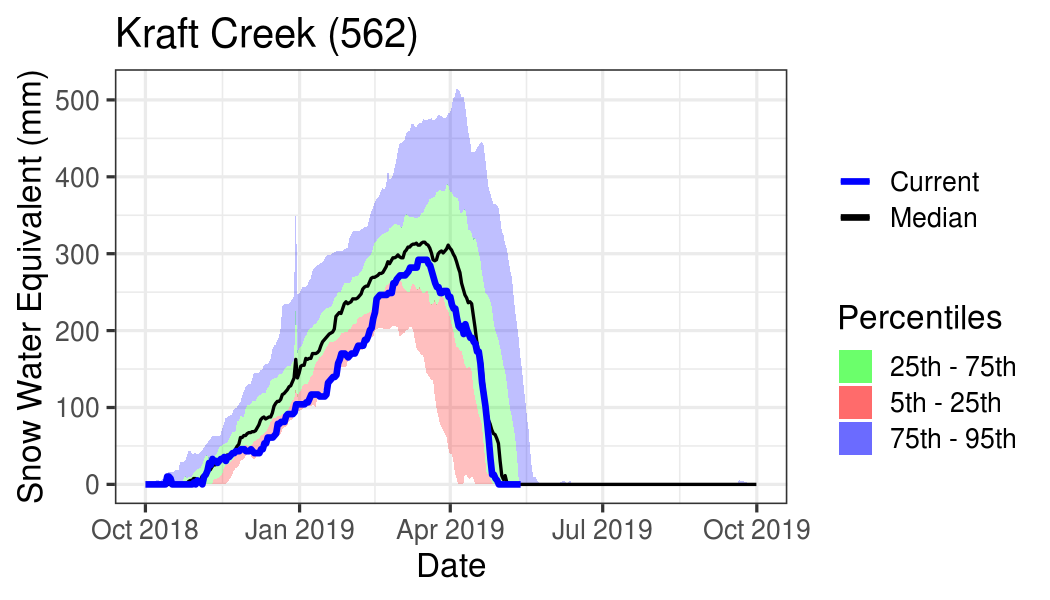 Kraft Creek (562)
Snow Water Equivalent (mm)
500
400
300
200
100
0
Oct 2018
Jan 2019
Apr 2019
Jul 2019
Oct 2019
Date
Current
Median
Percentiles
25th - 75th
5th - 25th
75th - 95th